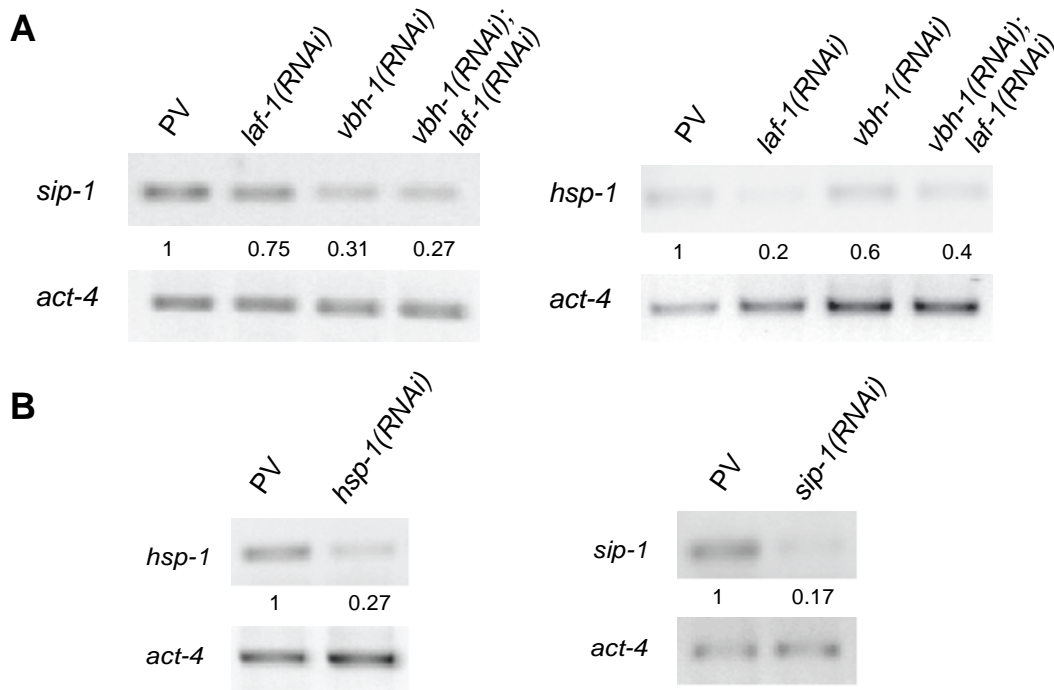 A
PV
laf-1(RNAi)
vbh-1(RNAi)
vbh-1(RNAi);
laf-1(RNAi)
sip-1
1 0.75 0.31 0.27
act-4
PV
laf-1(RNAi)
vbh-1(RNAi)
vbh-1(RNAi);
laf-1(RNAi)
hsp-1
1 0.2 0.6 0.4
act-4
B
PV
hsp-1(RNAi)
hsp-1
1 0.27
act-4
PV
sip-1(RNAi)
sip-1
1 0.17
act-4